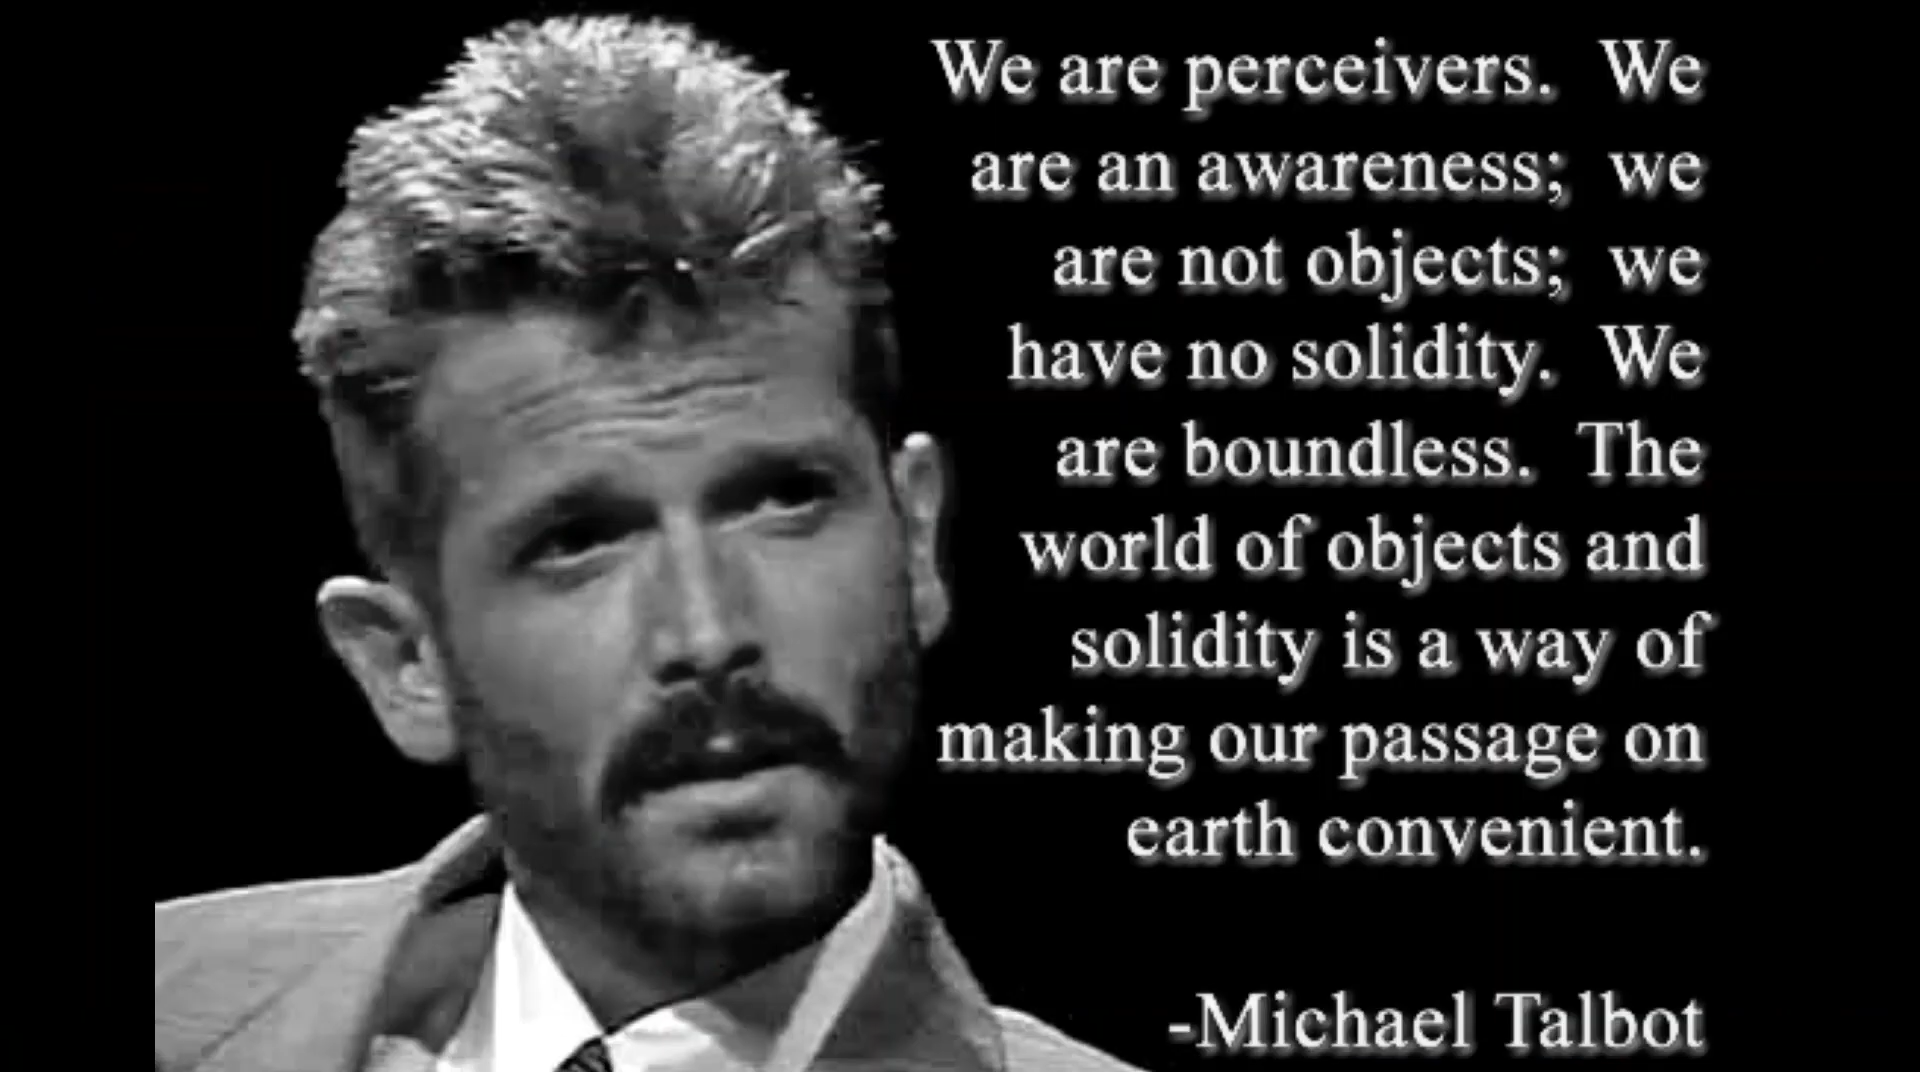 We are perceivers. We
are an awareness; we
are not objects; we
have no solidity. We
are boundless. The
world of objects and
solidity is a way of
making our passage on
earth convenient.
-Michael Talbot